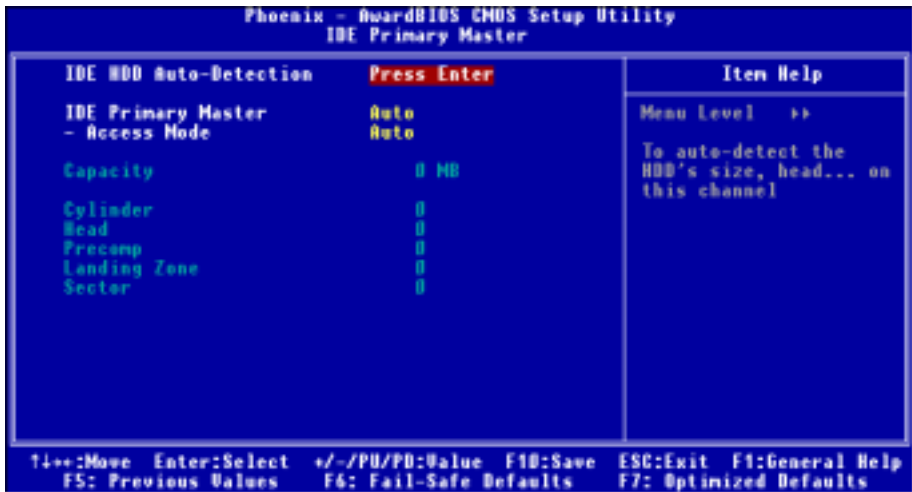 Phoenix - AwardBIOS CMOS Setup Utility
IDE Primary Master
IDE HDD Auto-Detection Press Enter
IDE Primary Master Auto
- Access Mode Auto
Capacity 0 MB
Cylinder 0
Head 0
Precomp 0
Landing Zone 0
Sector 0
Item Help
Menu Level ▸▸
To auto-detect the
HDD's size, head... on
this channel
↑↓→←:Move Enter:Select +/-/PU/PD:Value F10:Save ESC:Exit F1:General Help
F5: Previous Values F6: Fail-Safe Defaults F7: Optimized Defaults